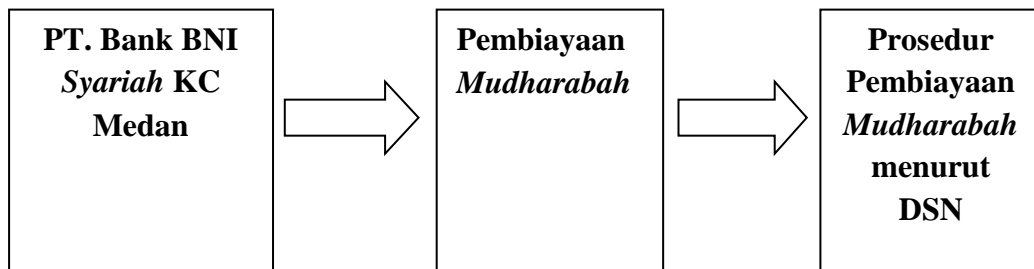 PT. Bank BNI
Syariah KC
Medan
Pembiayaan
Mudharabah
Prosedur
Pembiayaan
Mudharabah
menurut
DSN